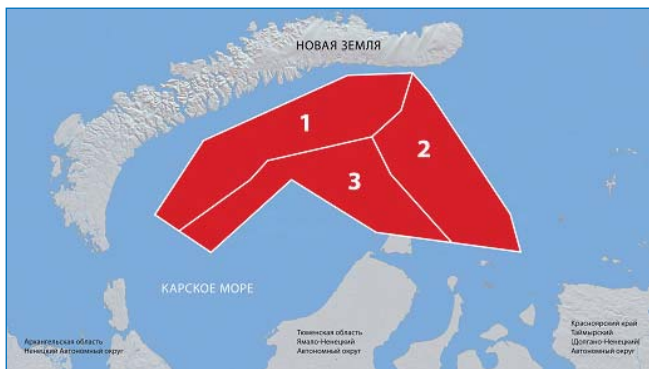 НОВАЯ ЗЕМЛЯ
1
2
3
КАРСКОЕ МОРЕ
Архангельская область
Ненецкий Автономный округ
Тюменская область
Ямало-Ненецкий
Автономный округ
Красноярский край
Таймырский
(Долгано-Ненецкий)
Автономный округ